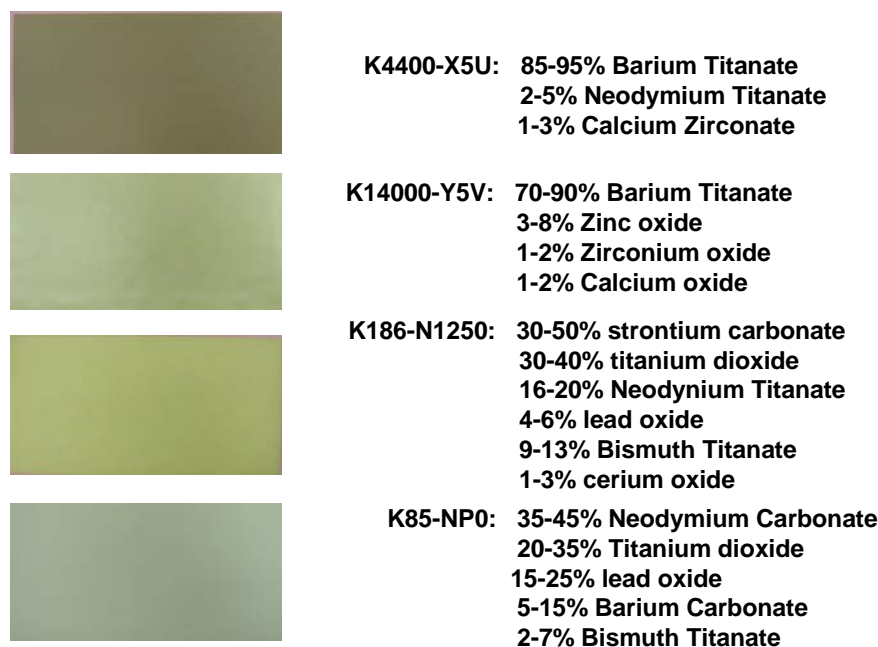 K4400-X5U: 85-95% Barium Titanate
2-5% Neodymium Titanate
1-3% Calcium Zirconate
K14000-Y5V: 70-90% Barium Titanate
3-8% Zinc oxide
1-2% Zirconium oxide
1-2% Calcium oxide
K186-N1250: 30-50% strontium carbonate
30-40% titanium dioxide
16-20% Neodynium Titanate
4-6% lead oxide
9-13% Bismuth Titanate
1-3% cerium oxide
K85-NP0: 35-45% Neodymium Carbonate
20-35% Titanium dioxide
15-25% lead oxide
5-15% Barium Carbonate
2-7% Bismuth Titanate